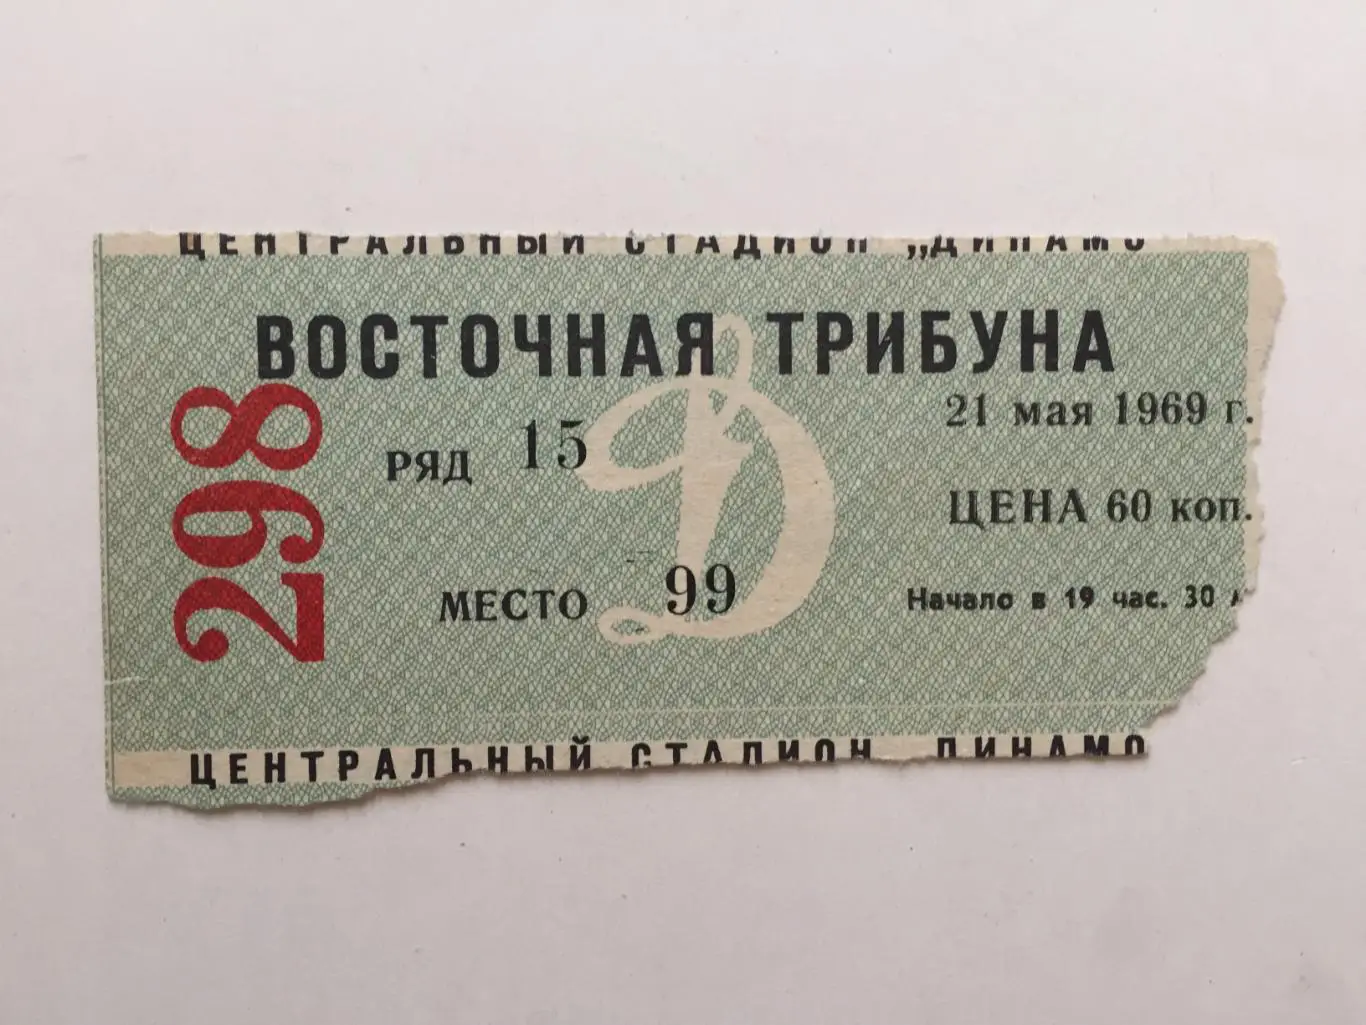 ЦЕНТРАЛЬНЫЙ СТАДИОН „ДИНАМО
ВОСТОЧНАЯ ТРИБУНА
298
21 мая 1969 г.
РЯД 15
ЦЕНА 60 коп.
МЕСТО 99
Начало в 19 час. 30
ЦЕНТРАЛЬНЫЙ СТАДИОН ДИНАМО